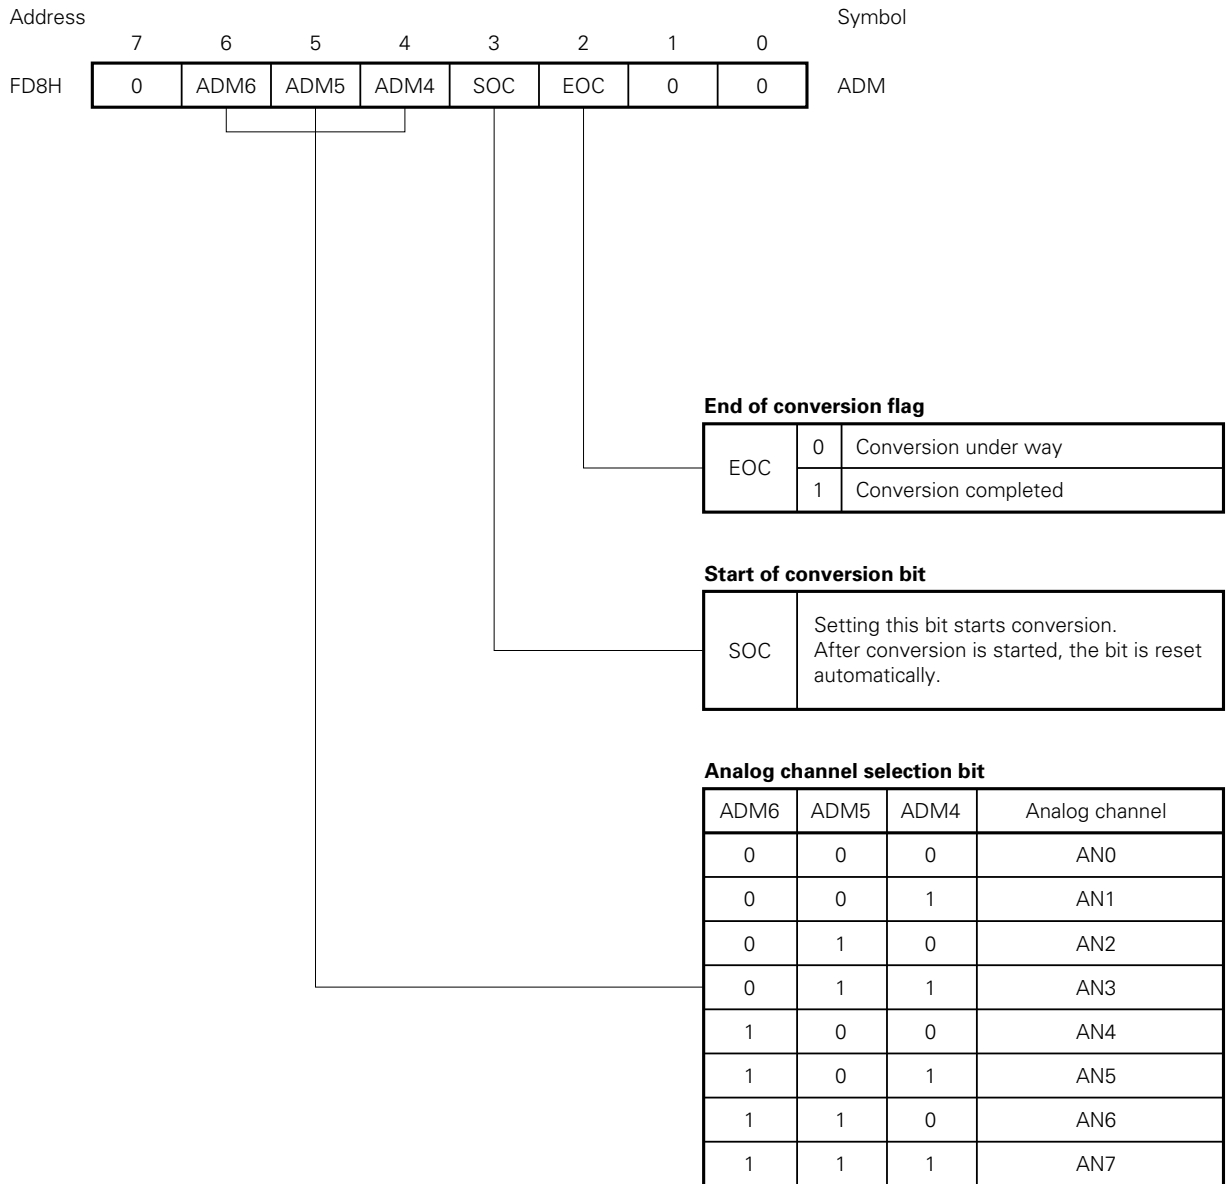 Address Symbol
7 6 5 4 3 2 1 0
FD8H 0 ADM6 ADM5 ADM4 SOC EOC 0 0 ADM
End of conversion flag
EOC 0 Conversion under way
1 Conversion completed
Start of conversion bit
SOC Setting this bit starts conversion.
After conversion is started, the bit is reset
automatically.
Analog channel selection bit
ADM6 ADM5 ADM4 Analog channel
0 0 0 AN0
0 0 1 AN1
0 1 0 AN2
0 1 1 AN3
1 0 0 AN4
1 0 1 AN5
1 1 0 AN6
1 1 1 AN7